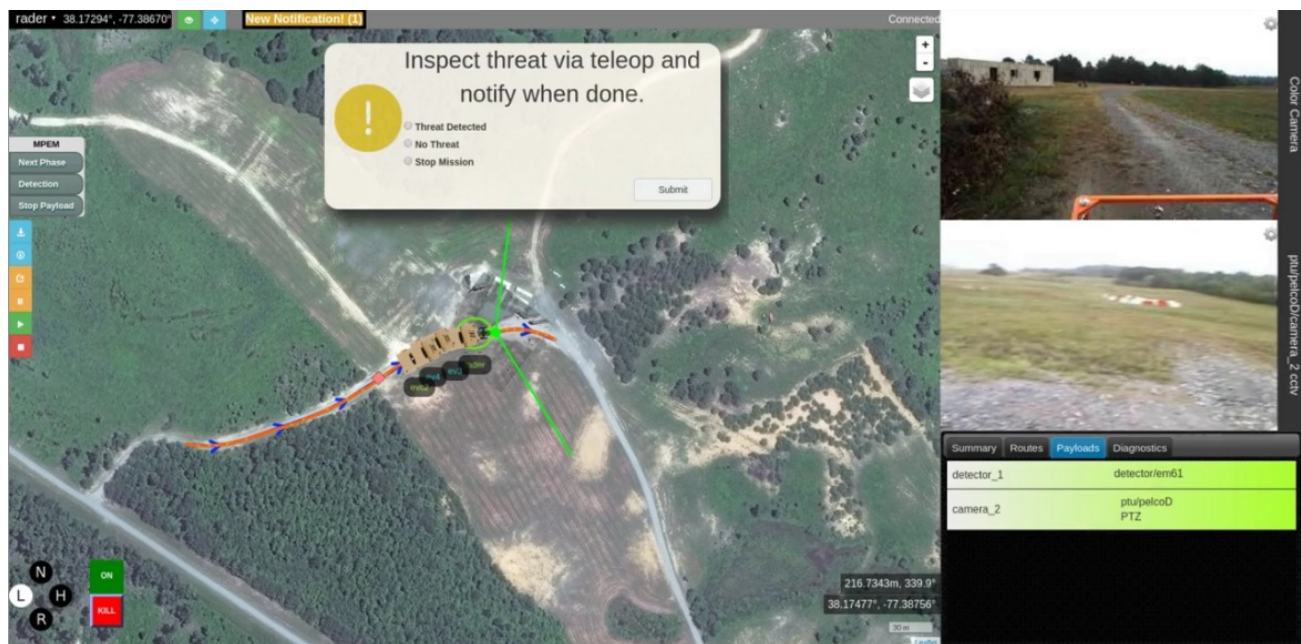 rader 38.17294°, -77.38670°
New Notification! (1)
Connected
Inspect threat via teleop and
notify when done.
!
Threat Detected
No Threat
Stop Mission
Submit
+
-
MPEM
Next Phase
Detection
Stop Payload
N
L
H
R
ON
KILL
216.7343m, 339.9°
38.17477°, -77.38756°
30 m
Leaflet
Color Camera
ptu/pelcoD/camera_2 cctv
Summary Routes Payloads Diagnostics
detector_1 detector/em61
camera_2 ptu/pelcoD
PTZ